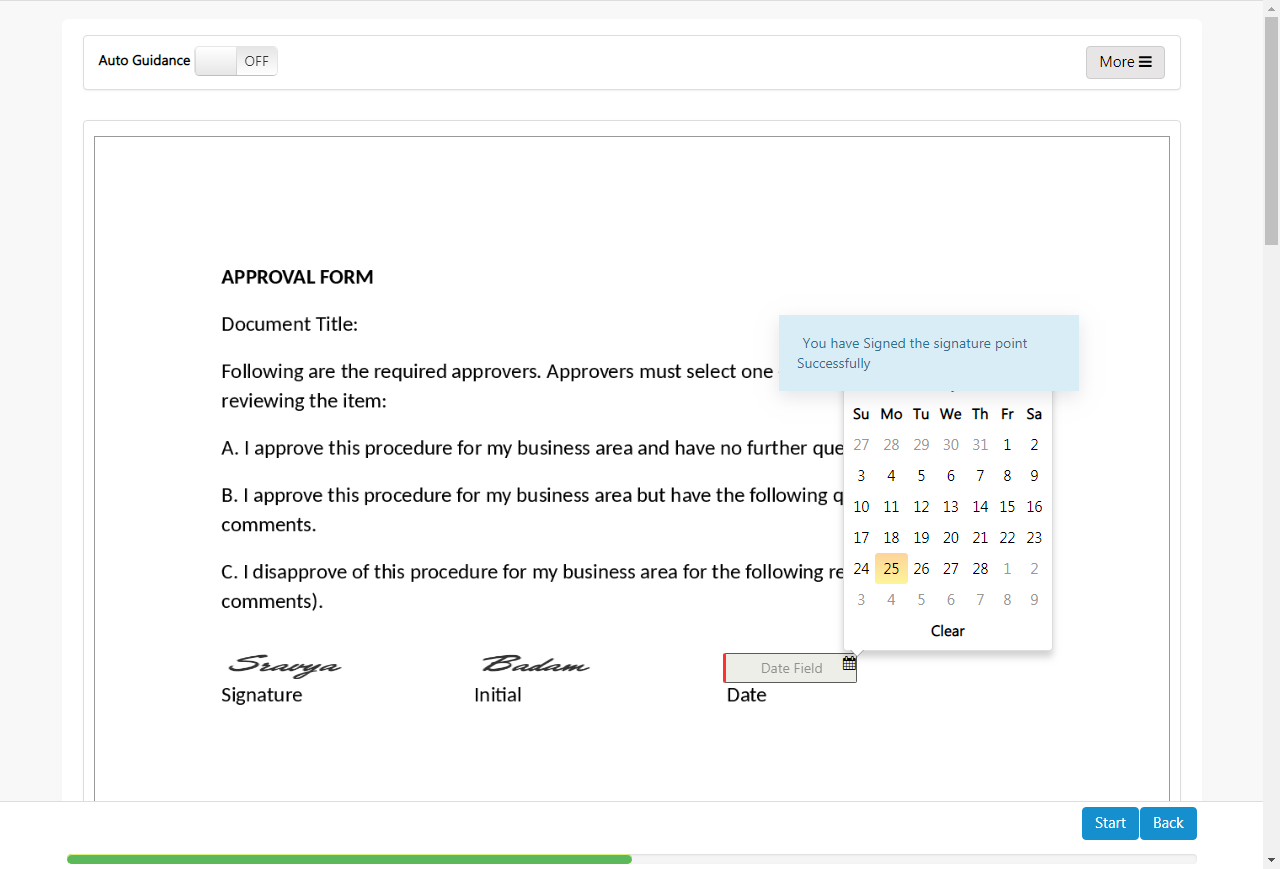 Auto Guidance OFF
More
APPROVAL FORM
Document Title:
Following are the required approvers. Approvers must select one
reviewing the item:
A. I approve this procedure for my business area and have no further que
B. I approve this procedure for my business area but have the following q
comments.
C. I disapprove of this procedure for my business area for the following re
comments).
You have Signed the signature point
Successfully
Su Mo Tu We Th Fr Sa
27 28 29 30 31 1 2
3 4 5 6 7 8 9
10 11 12 13 14 15 16
17 18 19 20 21 22 23
24 25 26 27 28 1 2
3 4 5 6 7 8 9
Clear
Sravya
Badam
Date Field
Signature
Initial
Date
Start
Back